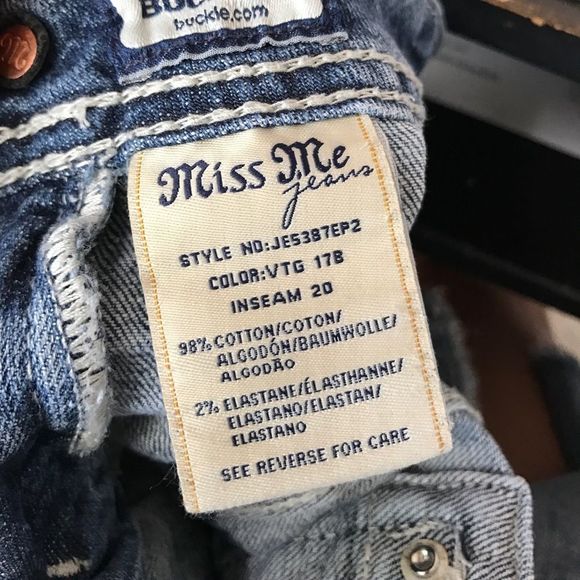 buckle.com
Miss Me
jeans
STYLE NO:JE5387EP2
COLOR:VTG 17B
INSEAM 20
98% COTTON/COTON/
ALGODÓN/BAUMWOLLE/
ALGODÃO
2% ELASTANE/ÉLASTHANNE/
ELASTANO/ELASTAN/
ELASTANO
SEE REVERSE FOR CARE